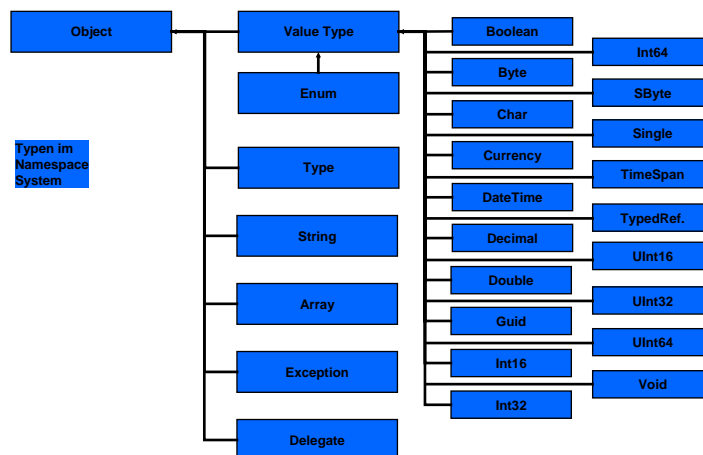 Object
Value Type
Enum
Typen im
Namespace
System
Type
String
Array
Exception
Delegate
Boolean
Byte
Char
Currency
DateTime
Decimal
Double
Guid
Int16
Int32
Int64
SByte
Single
TimeSpan
TypedRef.
UInt16
UInt32
UInt64
Void